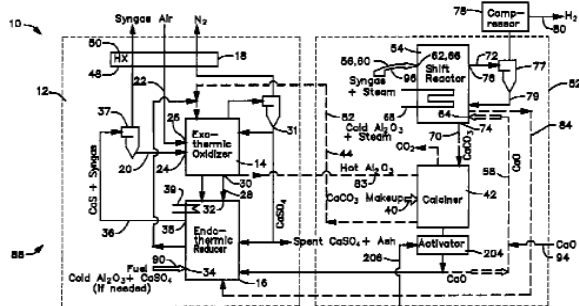 Syngas Air N2
78
Comp-
ressor
H2
80
10
50
HX
48
18
22
54
56,60
62,66
72
Shift
Reactor
96
76
77
Syngas
+ Steam
82
12
52
37
26
31
68
64
79
84
Exo-
thermic
Oxidizer
Cold Al2O3
+ Steam
70
74
CaCO3
CO2
44
20
24
14
30
Hot Al2O3
83
58
CaO
CaS + Syngas
39
32
28
CaSO4
CaCO3 Makeup
40
Calciner
42
36
38
Endo-
thermic
Reducer
Spent CaSO4 + Ash
Activator
204
CaO
94
88
Fuel
90
34
206
Cold Al2O3+ CaSO4
(If needed)
16
CaO